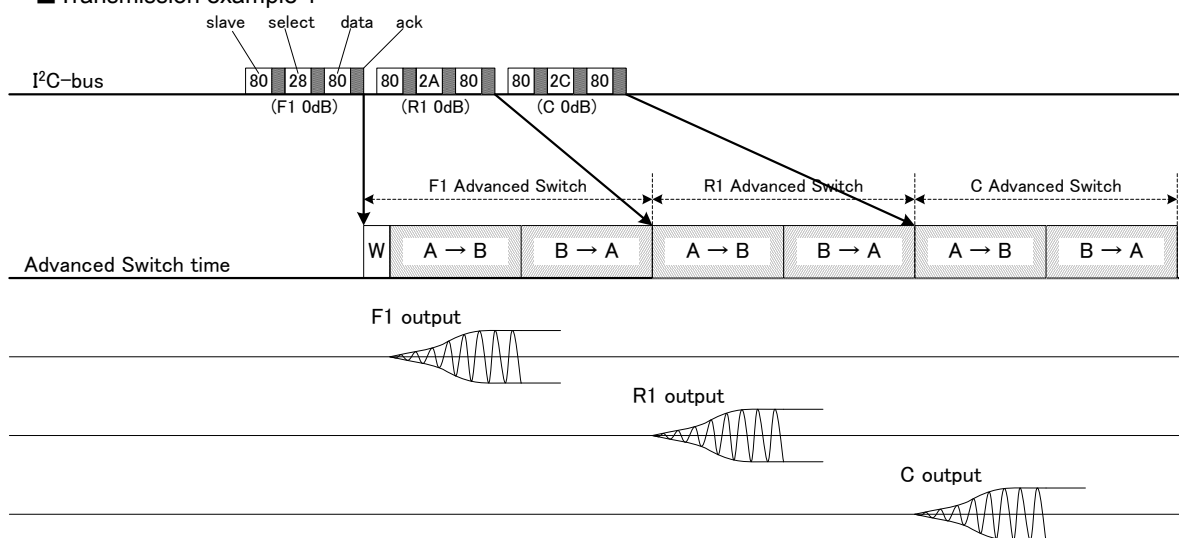 ■ Transmission example 1
slave select data ack
I²C-bus
80 28 80 80 2A 80 80 2C 80
(F1 0dB) (R1 0dB) (C 0dB)
F1 Advanced Switch R1 Advanced Switch C Advanced Switch
W A → B B → A A → B B → A A → B B → A
Advanced Switch time
F1 output
R1 output
C output